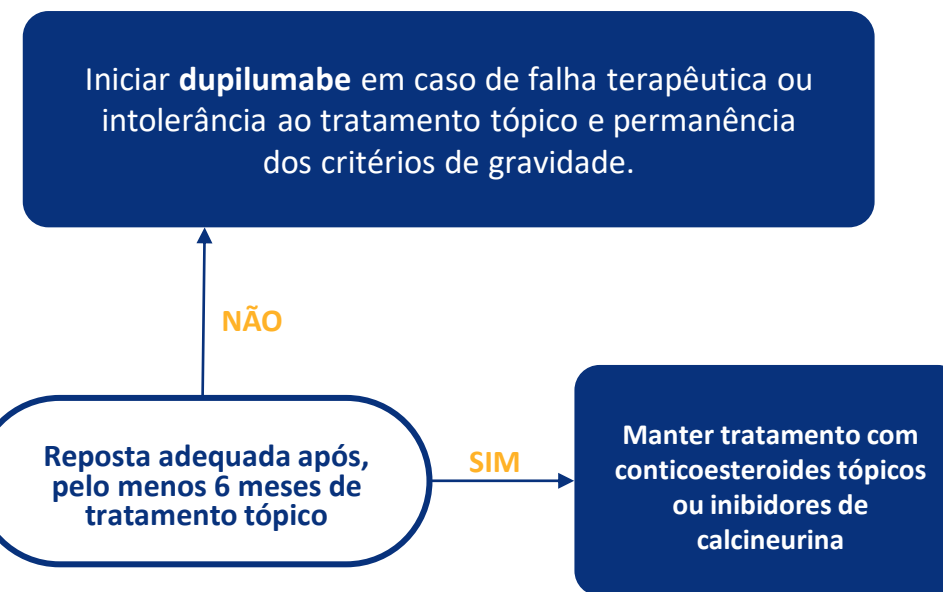 Iniciar dupilumabe em caso de falha terapêutica ou
intolerância ao tratamento tópico e permanência
dos critérios de gravidade.
NÃO
Reposta adequada após,
pelo menos 6 meses de
tratamento tópico
SIM
Manter tratamento com
conticoesteroides tópicos
ou inibidores de
calcineurina